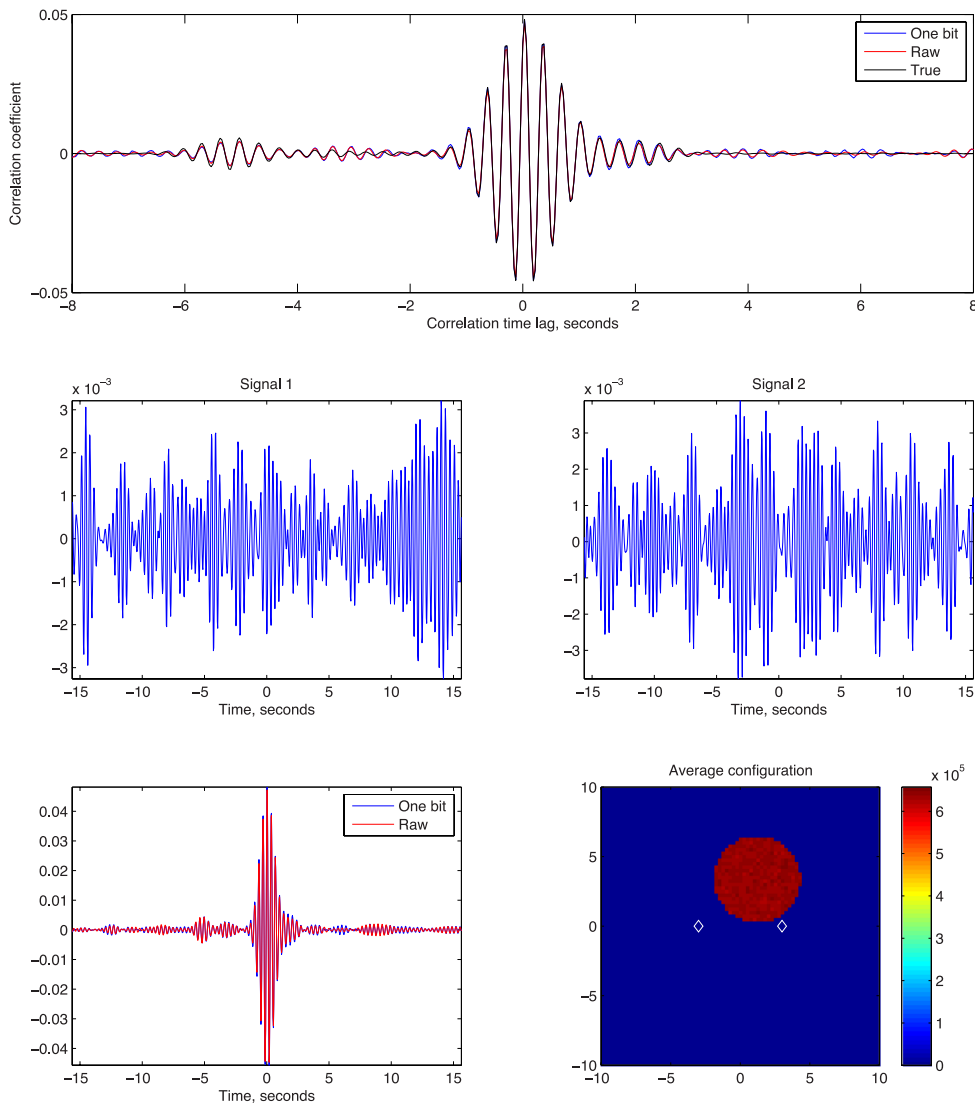 0.05
0
−0.05
Correlation coefficient
One bit
Raw
True
−8 −6 −4 −2 0 2 4 6 8
Correlation time lag, seconds
x 10⁻³
Signal 1
3
2
1
0
−1
−2
−3
−15 −10 −5 0 5 10 15
Time, seconds
x 10⁻³
Signal 2
3
2
1
0
−1
−2
−3
−15 −10 −5 0 5 10 15
Time, seconds
0.04
0.03
0.02
0.01
0
−0.01
−0.02
−0.03
−0.04
One bit
Raw
−15 −10 −5 0 5 10 15
Time, seconds
Average configuration
10
5
0
−5
−10
−10 −5 0 5 10
x 10⁵
6
5
4
3
2
1
0